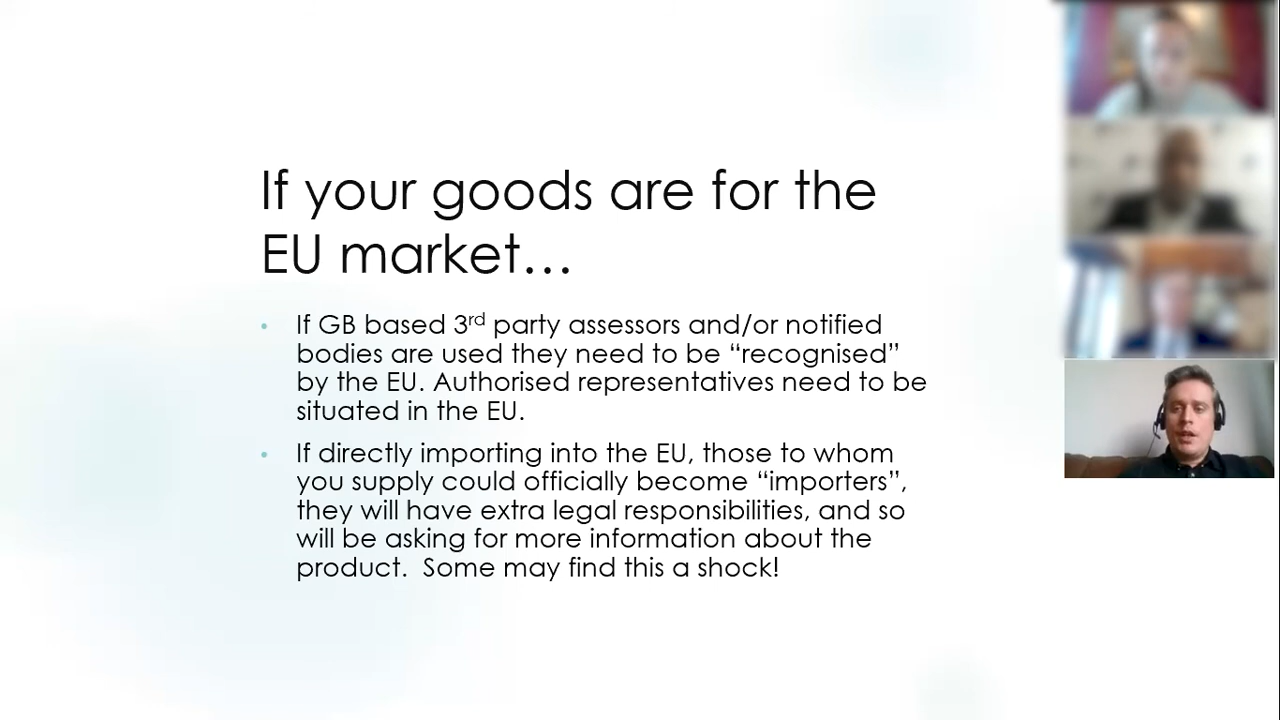 If your goods are for the
EU market…
• If GB based 3rd party assessors and/or notified
bodies are used they need to be “recognised”
by the EU. Authorised representatives need to be
situated in the EU.
• If directly importing into the EU, those to whom
you supply could officially become “importers”,
they will have extra legal responsibilities, and so
will be asking for more information about the
product.  Some may find this a shock!